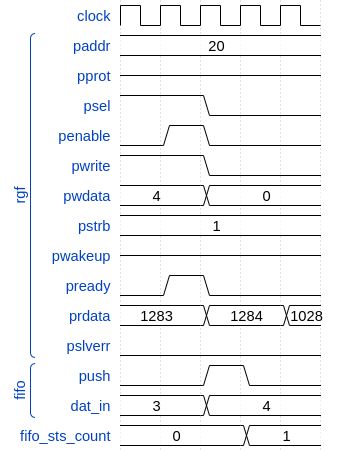 clock
paddr 20
pprot
psel
penable
pwrite
pwdata 4 0
pstrb 1
pwakeup
pready
prdata 1283 1284 1028
pslverr
rgf
push
dat_in 3 4
fifo
fifo_sts_count 0 1